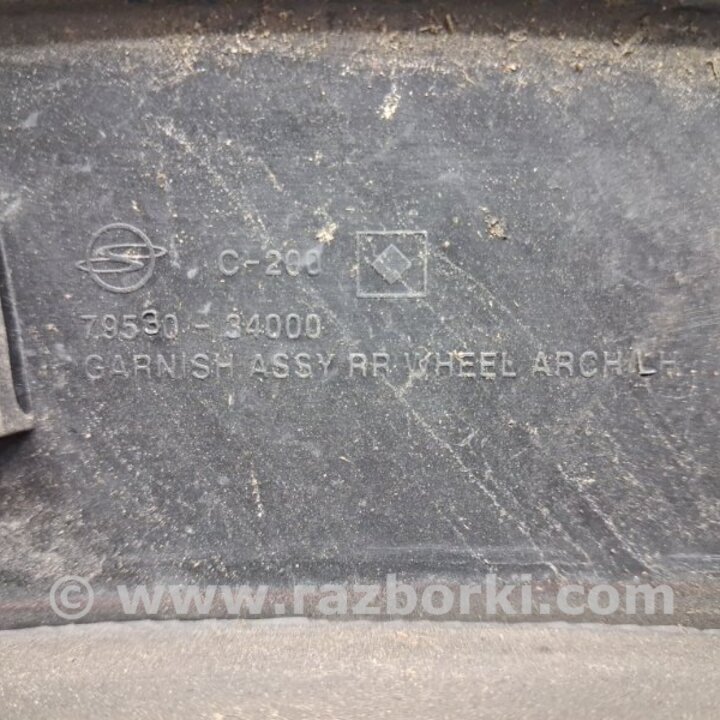 C-200
79530-34000
GARNISH ASSY RR WHEEL ARCH LH
© www.razborki.com